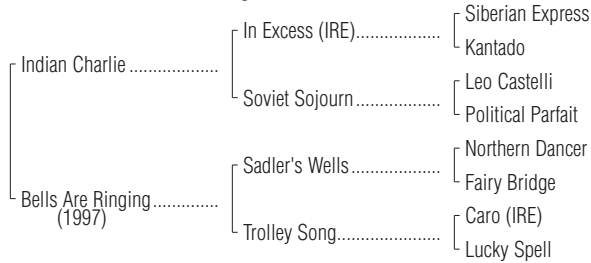 Siberian Express
In Excess (IRE)..................
Kantado
Indian Charlie ...................
Leo Castelli
Soviet Sojourn ..................
Political Parfait
Northern Dancer
Sadler's Wells ...................
Fairy Bridge
Bells Are Ringing ..............
(1997)
Caro (IRE)
Trolley Song......................
Lucky Spell